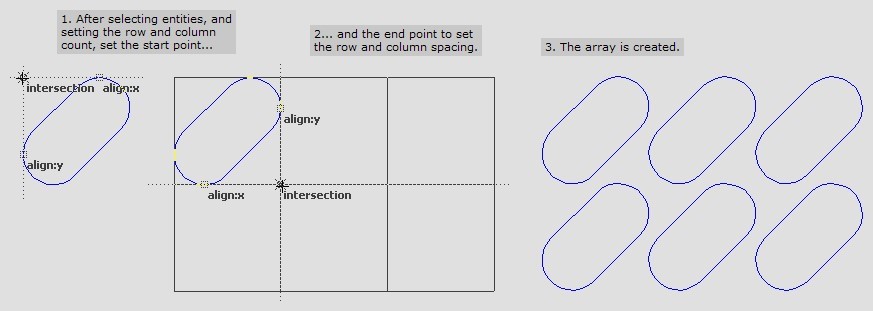 1. After selecting entities, and
setting the row and column
count, set the start point...
2... and the end point to set
the row and column spacing.
3. The array is created.
intersection align:x
align:y
align:y
align:x intersection